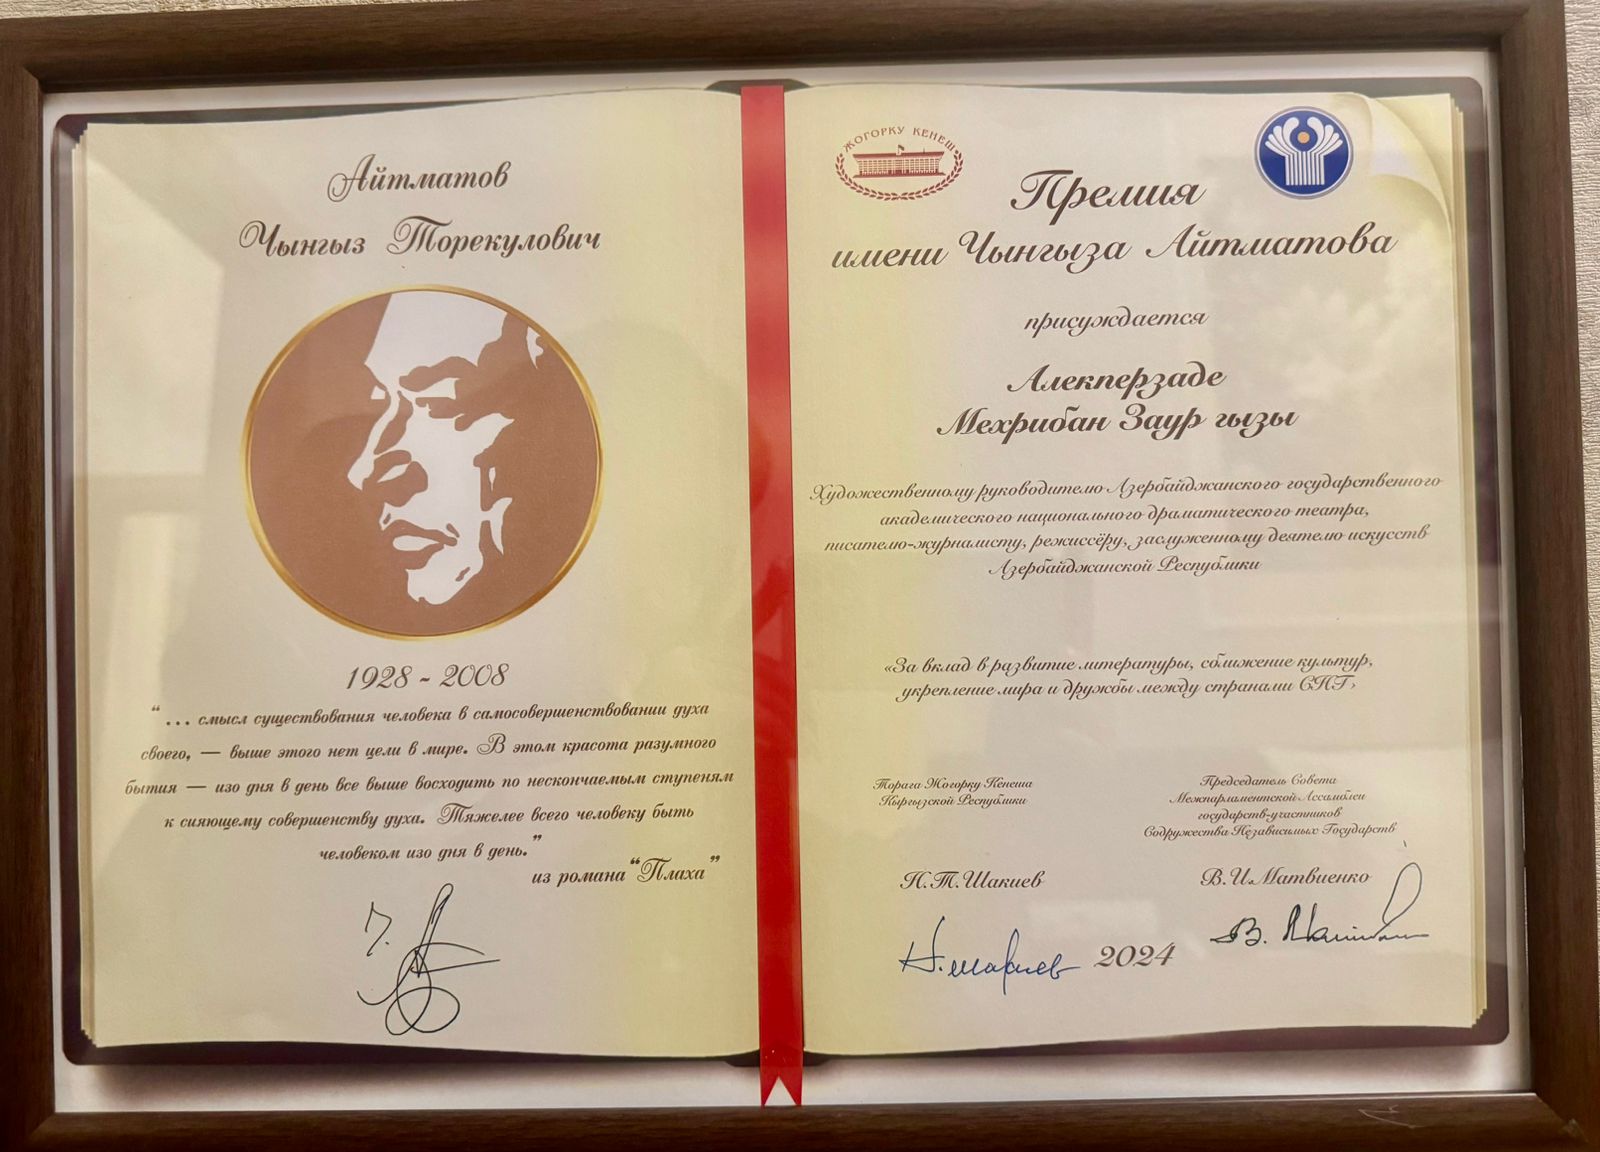 Айтматов
Чынгыз Торекулович
1928 - 2008
“... смысл существования человека в самосовершенствовании духа
своего, — выше этого нет цели в мире. В этом красота разумного
бытия — изо дня в день все выше восходить по нескончаемым ступеням
к сияющему совершенству духа. Тяжелее всего человеку быть
человеком изо дня в день.”
из романа “Плаха”
Ч. А
ЖОГОРКУ КЕНЕШ
Премия
имени Чынгыза Айтматова
присуждается
Алекперзаде
Мехрибан Заур гызы
Художественному руководителю Азербайджанского государственного
академического национального драматического театра,
писателю-журналисту, режиссёру, заслуженному деятелю искусств
Азербайджанской Республики
«За вклад в развитие литературы, сближение культур,
укрепление мира и дружбы между странами СНГ»
Торага Жогорку Кенеша
Кыргызской Республики
Н.Т.Шакиев
Н.Шакиев
Председатель Совета
Межпарламентской Ассамблеи
государств-участников
Содружества Независимых Государств
В.И.Матвиенко
В. Матвиенко
2024